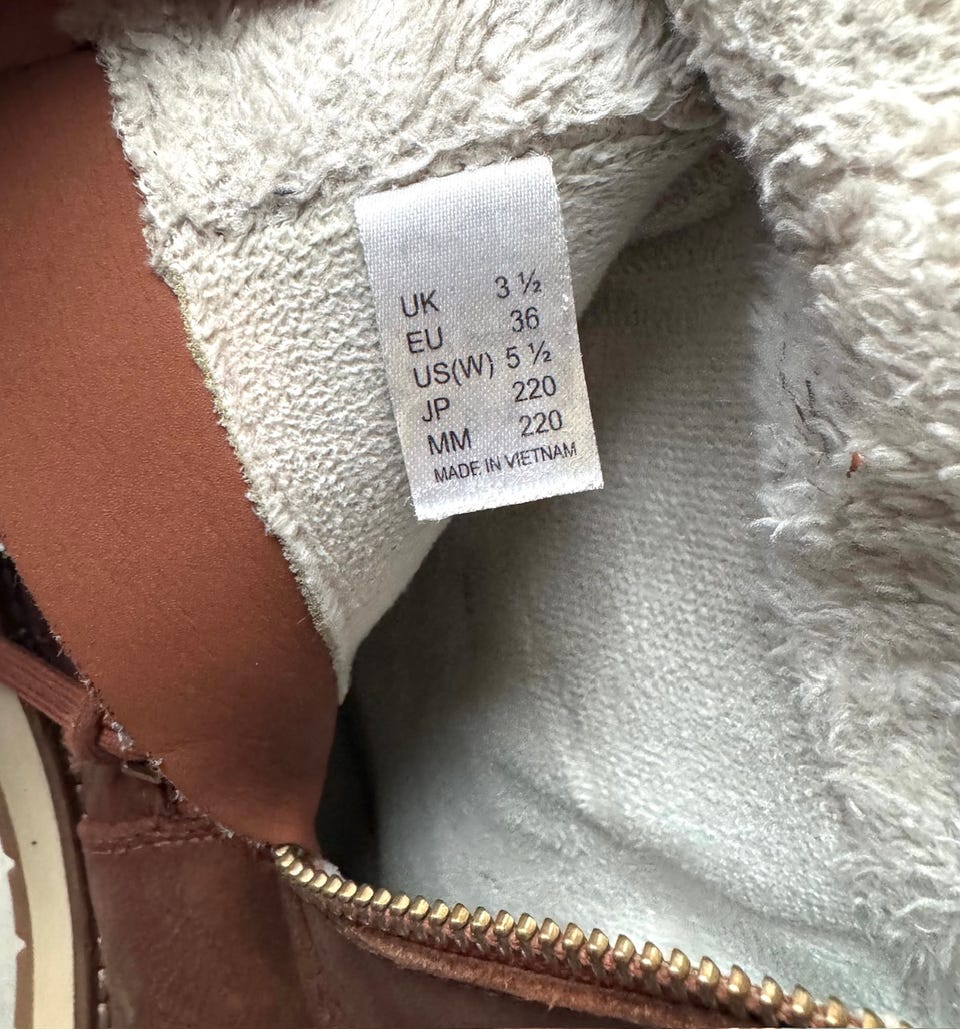 UK 3 ½
EU 36
US(W) 5 ½
JP 220
MM 220
MADE IN VIETNAM